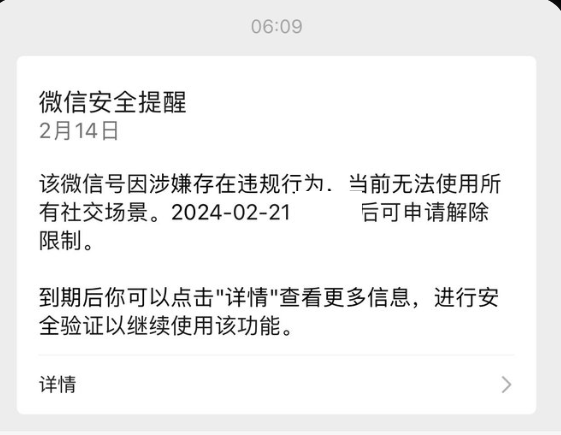 06:09
微信安全提醒
2月14日
该微信号因涉嫌存在违规行为，当前无法使用所
有社交场景。2024-02-21 后可申请解除
限制。
到期后你可以点击"详情"查看更多信息，进行安
全验证以继续使用该功能。
详情